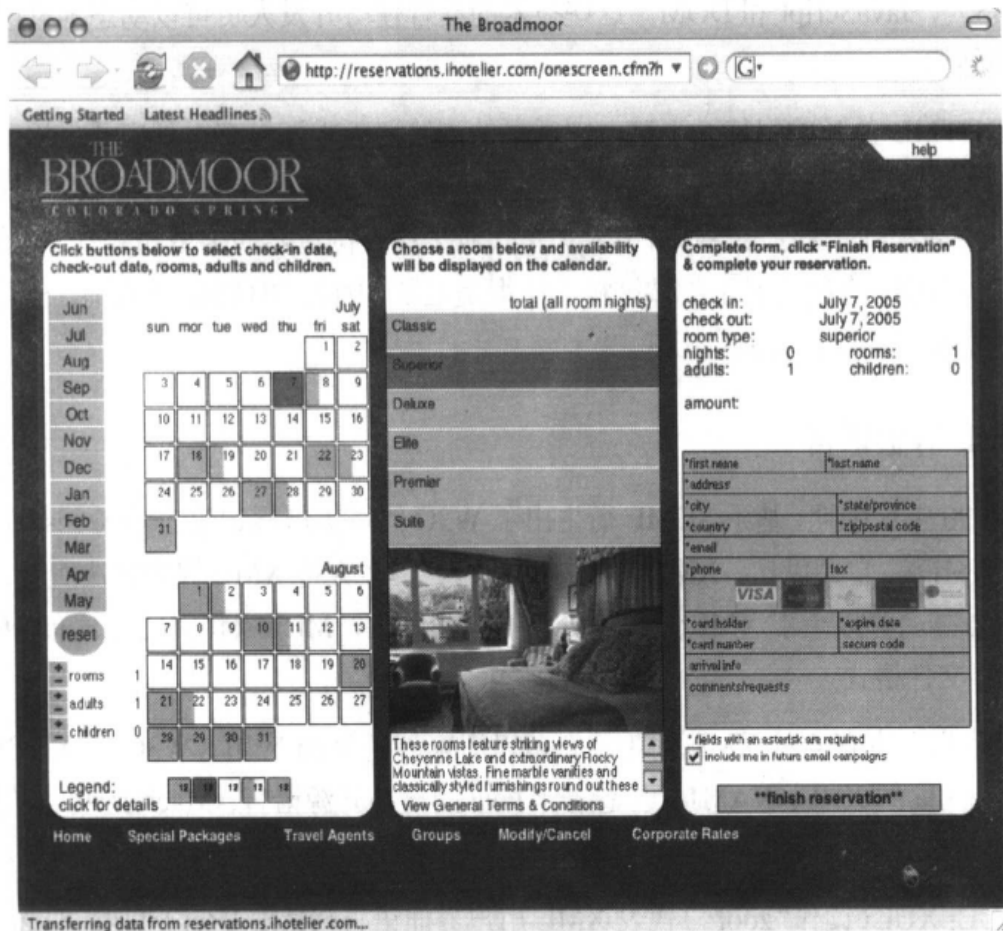 The Broadmoor
http://reservations.ihotelier.com/onescreen.cfm?h
G
Getting Started Latest Headlines
THE
BROADMOOR
COLORADO SPRINGS
help
Click buttons below to select check-in date,
check-out date, rooms, adults and children.
Jun
Jul
Aug
Sep
Oct
Nov
Dec
Jan
Feb
Mar
Apr
May
reset
rooms 1
adults 1
children 0
July
sun mor tue wed thu fri sat
1 2
3 4 5 6 7 8 9
10 11 12 13 14 15 16
17 18 19 20 21 22 23
24 25 26 27 28 29 30
31
August
1 2 3 4 5 6
7 8 9 10 11 12 13
14 15 16 17 18 19 20
21 22 23 24 25 26 27
28 29 30 31
Legend:
click for details
Choose a room below and availability
will be displayed on the calendar.
total (all room nights)
Classic
Superior
Deluxe
Elite
Premier
Suite
These rooms feature striking views of
Cheyenne Lake and extraordinary Rocky
Mountain vistas. Fine marble vanities and
classically styled furnishings round out these
View General Terms & Conditions
Complete form, click "Finish Reservation"
& complete your reservation.
check in: July 7, 2005
check out: July 7, 2005
room type: superior
nights: 0 rooms: 1
adults: 1 children: 0
amount:
*first name *last name
*address
*city *state/province
*country *zip/postal code
*email
*phone fax
VISA
*card holder *expire date
*card number secure code
arrival info
comments/requests
* fields with an asterisk are required
include me in future email campaigns
**finish reservation**
Home Special Packages Travel Agents Groups Modify/Cancel Corporate Rates
Transferring data from reservations.ihotelier.com...